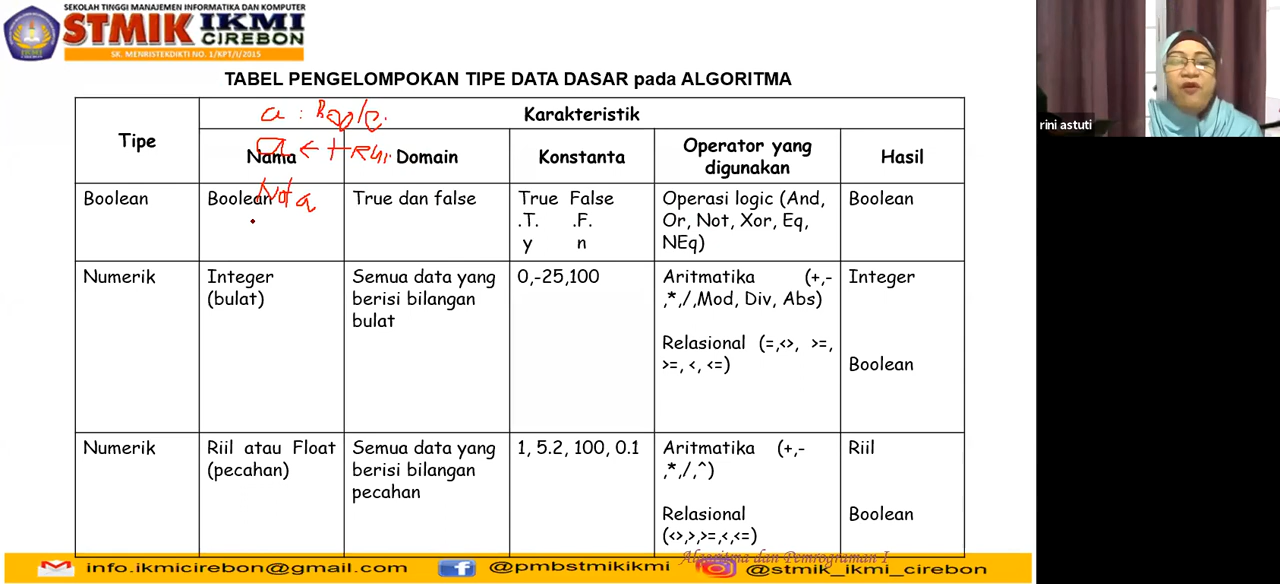 SEKOLAH TINGGI MANAJEMEN INFORMATIKA DAN KOMPUTER
STMIK IKMI
CIREBON
SK. MENRISTEKDIKTI NO. 1/KPT/I/2015
rini astuti
TABEL PENGELOMPOKAN TIPE DATA DASAR pada ALGORITMA
Tipe
Karakteristik
a :
Nama
Domain
Konstanta
Operator yang
digunakan
Hasil
a ←
Not a
Boolean
Boolean
True dan false
True False
.T. .F.
y n
Operasi logic (And,
Or, Not, Xor, Eq,
NEq)
Boolean
Numerik
Integer
(bulat)
Semua data yang
berisi bilangan
bulat
0,-25,100
Aritmatika (+,-
,*,/,Mod, Div, Abs)
Relasional (=,<>, >=,
>=, <, <=)
Integer
Boolean
Numerik
Riil atau Float
(pecahan)
Semua data yang
berisi bilangan
pecahan
1, 5.2, 100, 0.1
Aritmatika (+,-
,*,/,^)
Relasional
(<>,>,>=,<,<=)
Riil
Boolean
Algoritma dan Pemrograman I
info.ikmicirebon@gmail.com
@pmbstmikikmi
@stmik_ikmi_cirebon